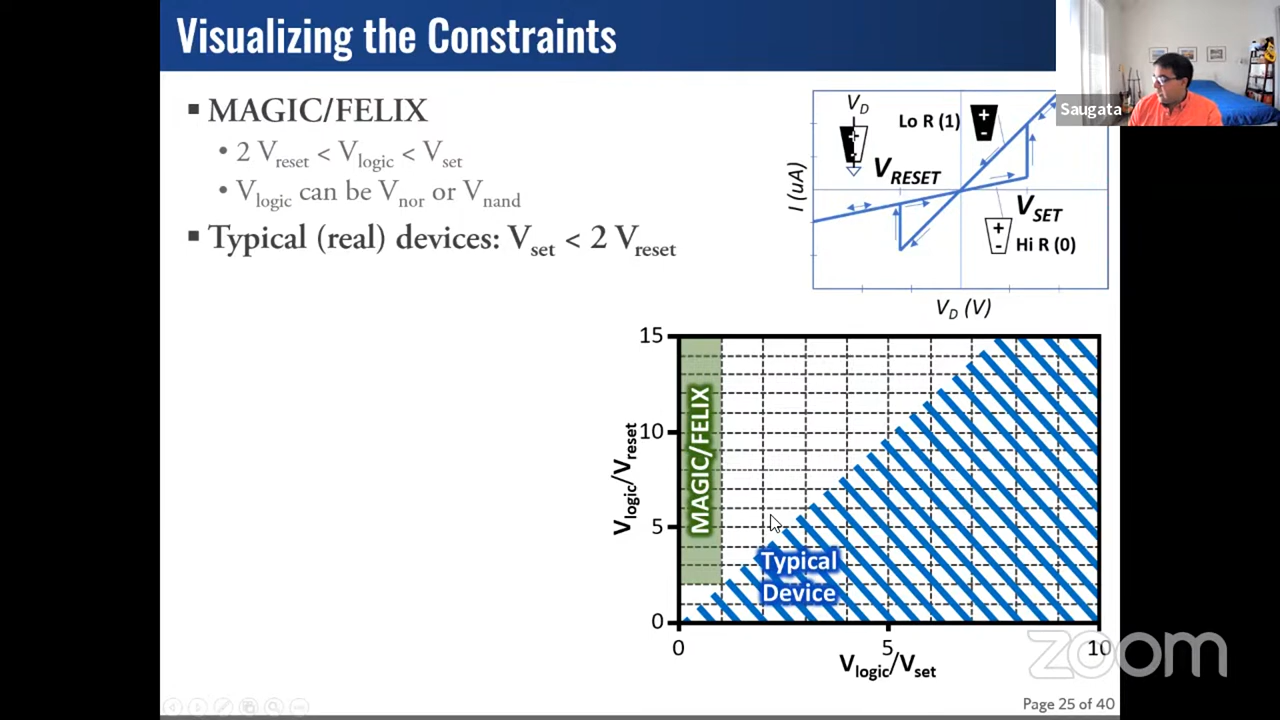 Visualizing the Constraints
Saugata
▪ MAGIC/FELIX
• 2 Vreset < Vlogic < Vset
• Vlogic can be Vnor or Vnand
▪ Typical (real) devices: Vset < 2 Vreset
VD
+
-
Lo R (1)
+
-
VRESET
I (uA)
VSET
+
-
Hi R (0)
VD (V)
15
10
5
0
Vlogic/Vreset
MAGIC/FELIX
Typical
Device
0
5
10
Vlogic/Vset
zoom
Page 25 of 40